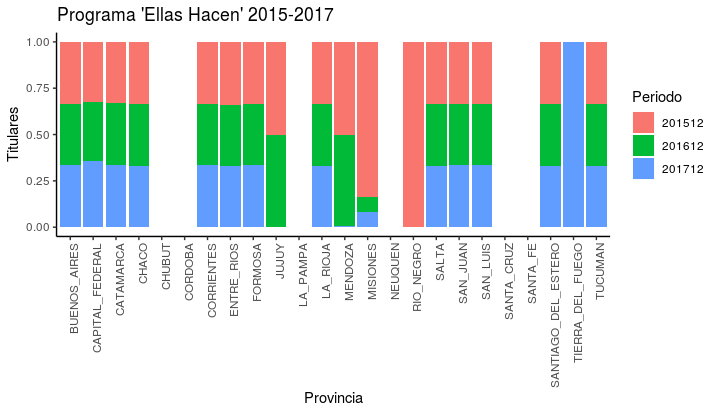 Programa 'Ellas Hacen' 2015-2017
Titulares
1.00
0.75
0.50
0.25
0.00
BUENOS_AIRES
CAPITAL_FEDERAL
CATAMARCA
CHACO
CHUBUT
CORDOBA
CORRIENTES
ENTRE_RIOS
FORMOSA
JUJUY
LA_PAMPA
LA_RIOJA
MENDOZA
MISIONES
NEUQUEN
RIO_NEGRO
SALTA
SAN_JUAN
SAN_LUIS
SANTA_CRUZ
SANTA_FE
SANTIAGO_DEL_ESTERO
TIERRA_DEL_FUEGO
TUCUMAN
Provincia
Periodo
201512
201612
201712